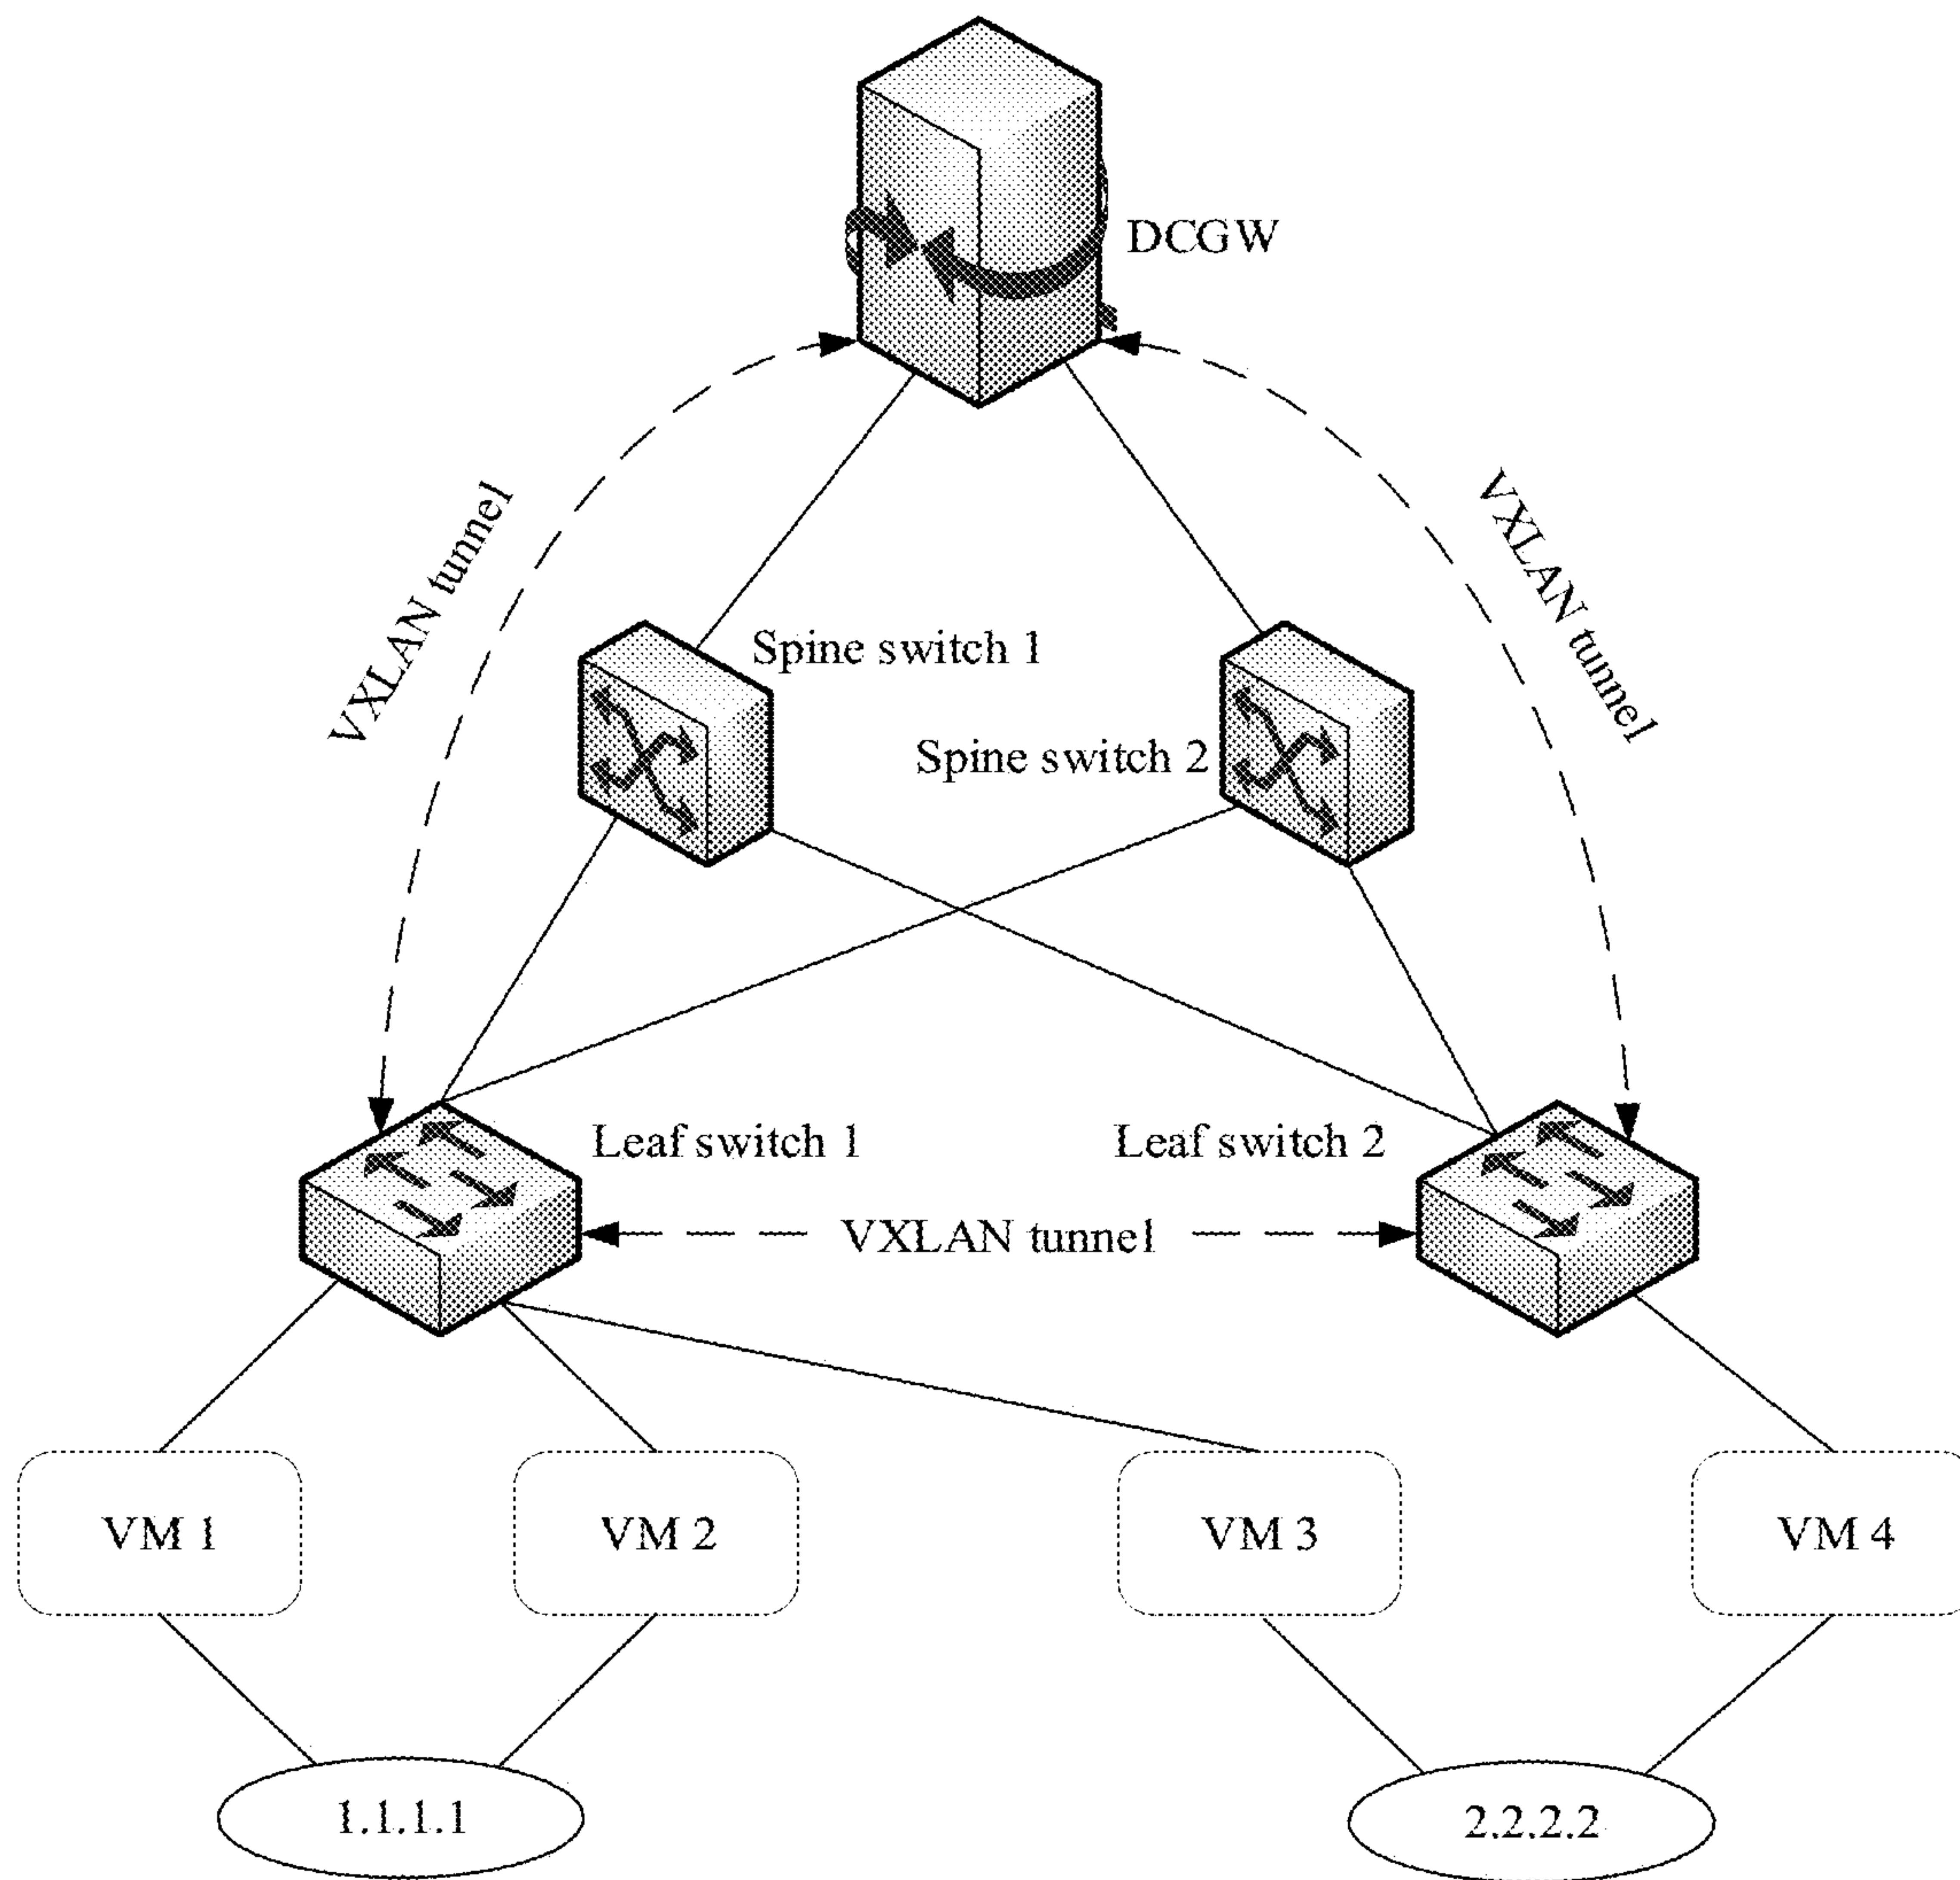 DCGW
VXLAN tunnel
VXLAN tunnel
Spine switch 1
Spine switch 2
Leaf switch 1
Leaf switch 2
VXLAN tunnel
VM 1
VM 2
VM 3
VM 4
1.1.1.1
2.2.2.2